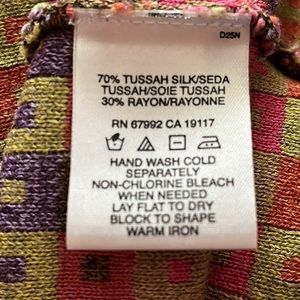 D25N
70% TUSSAH SILK/SEDA
TUSSAH/SOIE TUSSAH
30% RAYON/RAYONNE
RN 67992 CA 19117
HAND WASH COLD
SEPARATELY
NON-CHLORINE BLEACH
WHEN NEEDED
LAY FLAT TO DRY
BLOCK TO SHAPE
WARM IRON